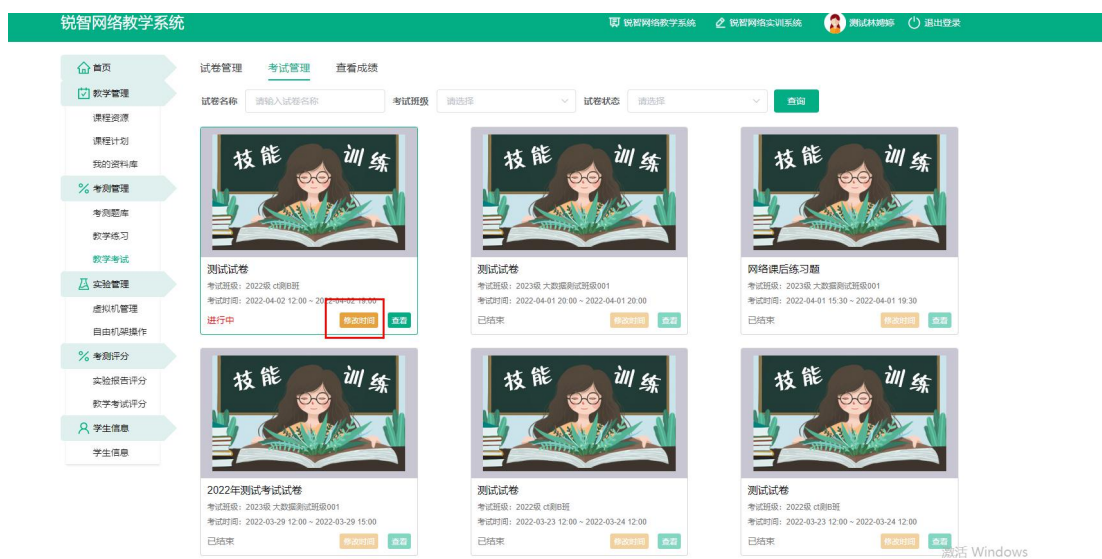 锐智网络教学系统
锐智网络教学系统 锐智网络实训系统 测试林婷婷 退出登录
首页
教学管理
课程资源
课程计划
我的资料库
考测管理
考测题库
教学练习
教学考试
实验管理
虚拟机管理
自由机架操作
考测评分
实验报告评分
教学考试评分
学生信息
学生信息
试卷管理 考试管理 查看成绩
试卷名称 请输入试卷名称 考试班级 请选择 试卷状态 请选择 查询
技能训练
测试试卷
考试班级：2022级 ct测B班
考试时间：2022-04-02 12:00 ~ 2022-04-02 19:00
进行中 修改时间 查看
技能训练
测试试卷
考试班级：2023级 大数据测试班级001
考试时间：2022-04-01 20:00 ~ 2022-04-01 20:00
已结束 修改时间 查看
技能训练
网络课后练习题
考试班级：2023级 大数据测试班级001
考试时间：2022-04-01 15:30 ~ 2022-04-01 19:30
已结束 修改时间 查看
技能训练
2022年测试考试试卷
考试班级：2023级 大数据测试班级001
考试时间：2022-03-29 12:00 ~ 2022-03-29 15:00
已结束 修改时间 查看
技能训练
测试试卷
考试班级：2022级 ct测B班
考试时间：2022-03-23 12:00 ~ 2022-03-24 12:00
已结束 修改时间 查看
技能训练
测试试卷
考试班级：2022级 ct测B班
考试时间：2022-03-23 12:00 ~ 2022-03-24 12:00
已结束 修改时间 查看
激活 Windows